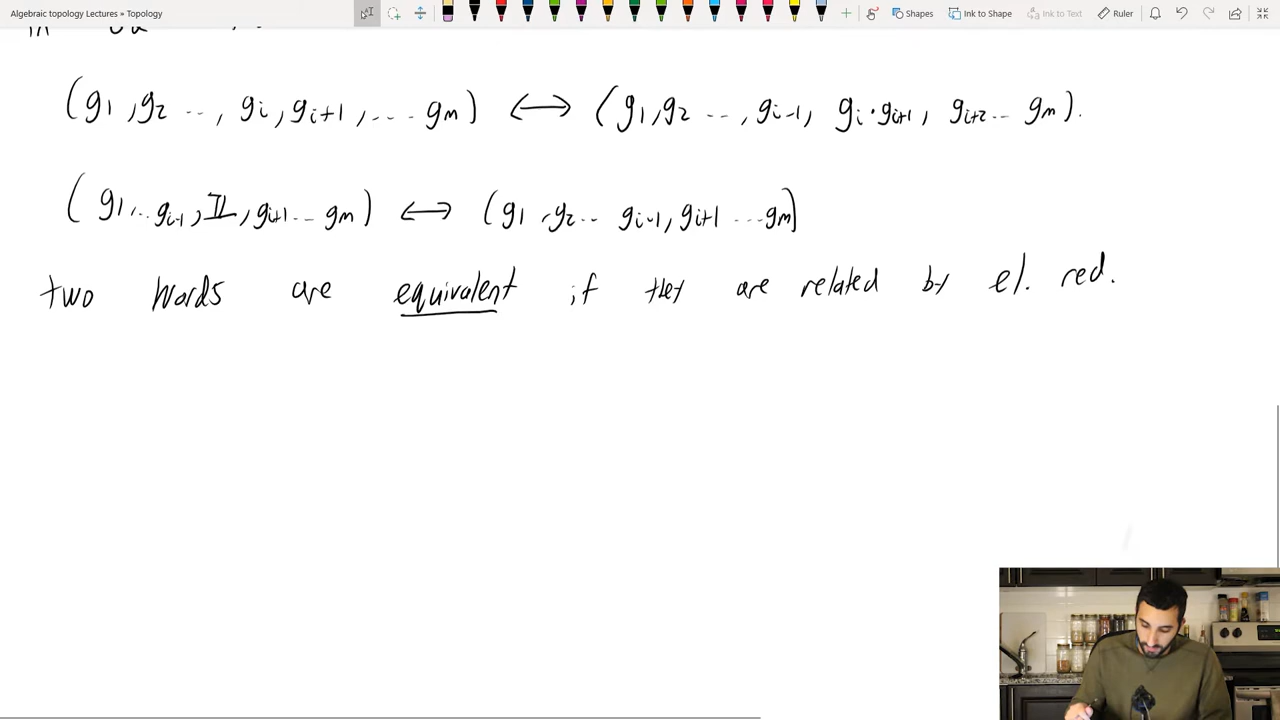 Algebraic topology Lectures » Topology
Shapes Ink to Shape Ink to Text Ruler
in
(g1, g2 ..., gi, gi+1, ... gm) ⟷ (g1, g2 ..., gi-1, gi·gi+1, gi+2 ... gm).
(g1, ... gi-1, 𝟙, gi+1 ... gm) ⟷ (g1, g2 ... gi-1, gi+1 ... gm)
two words are equivalent if they are related by el. red.